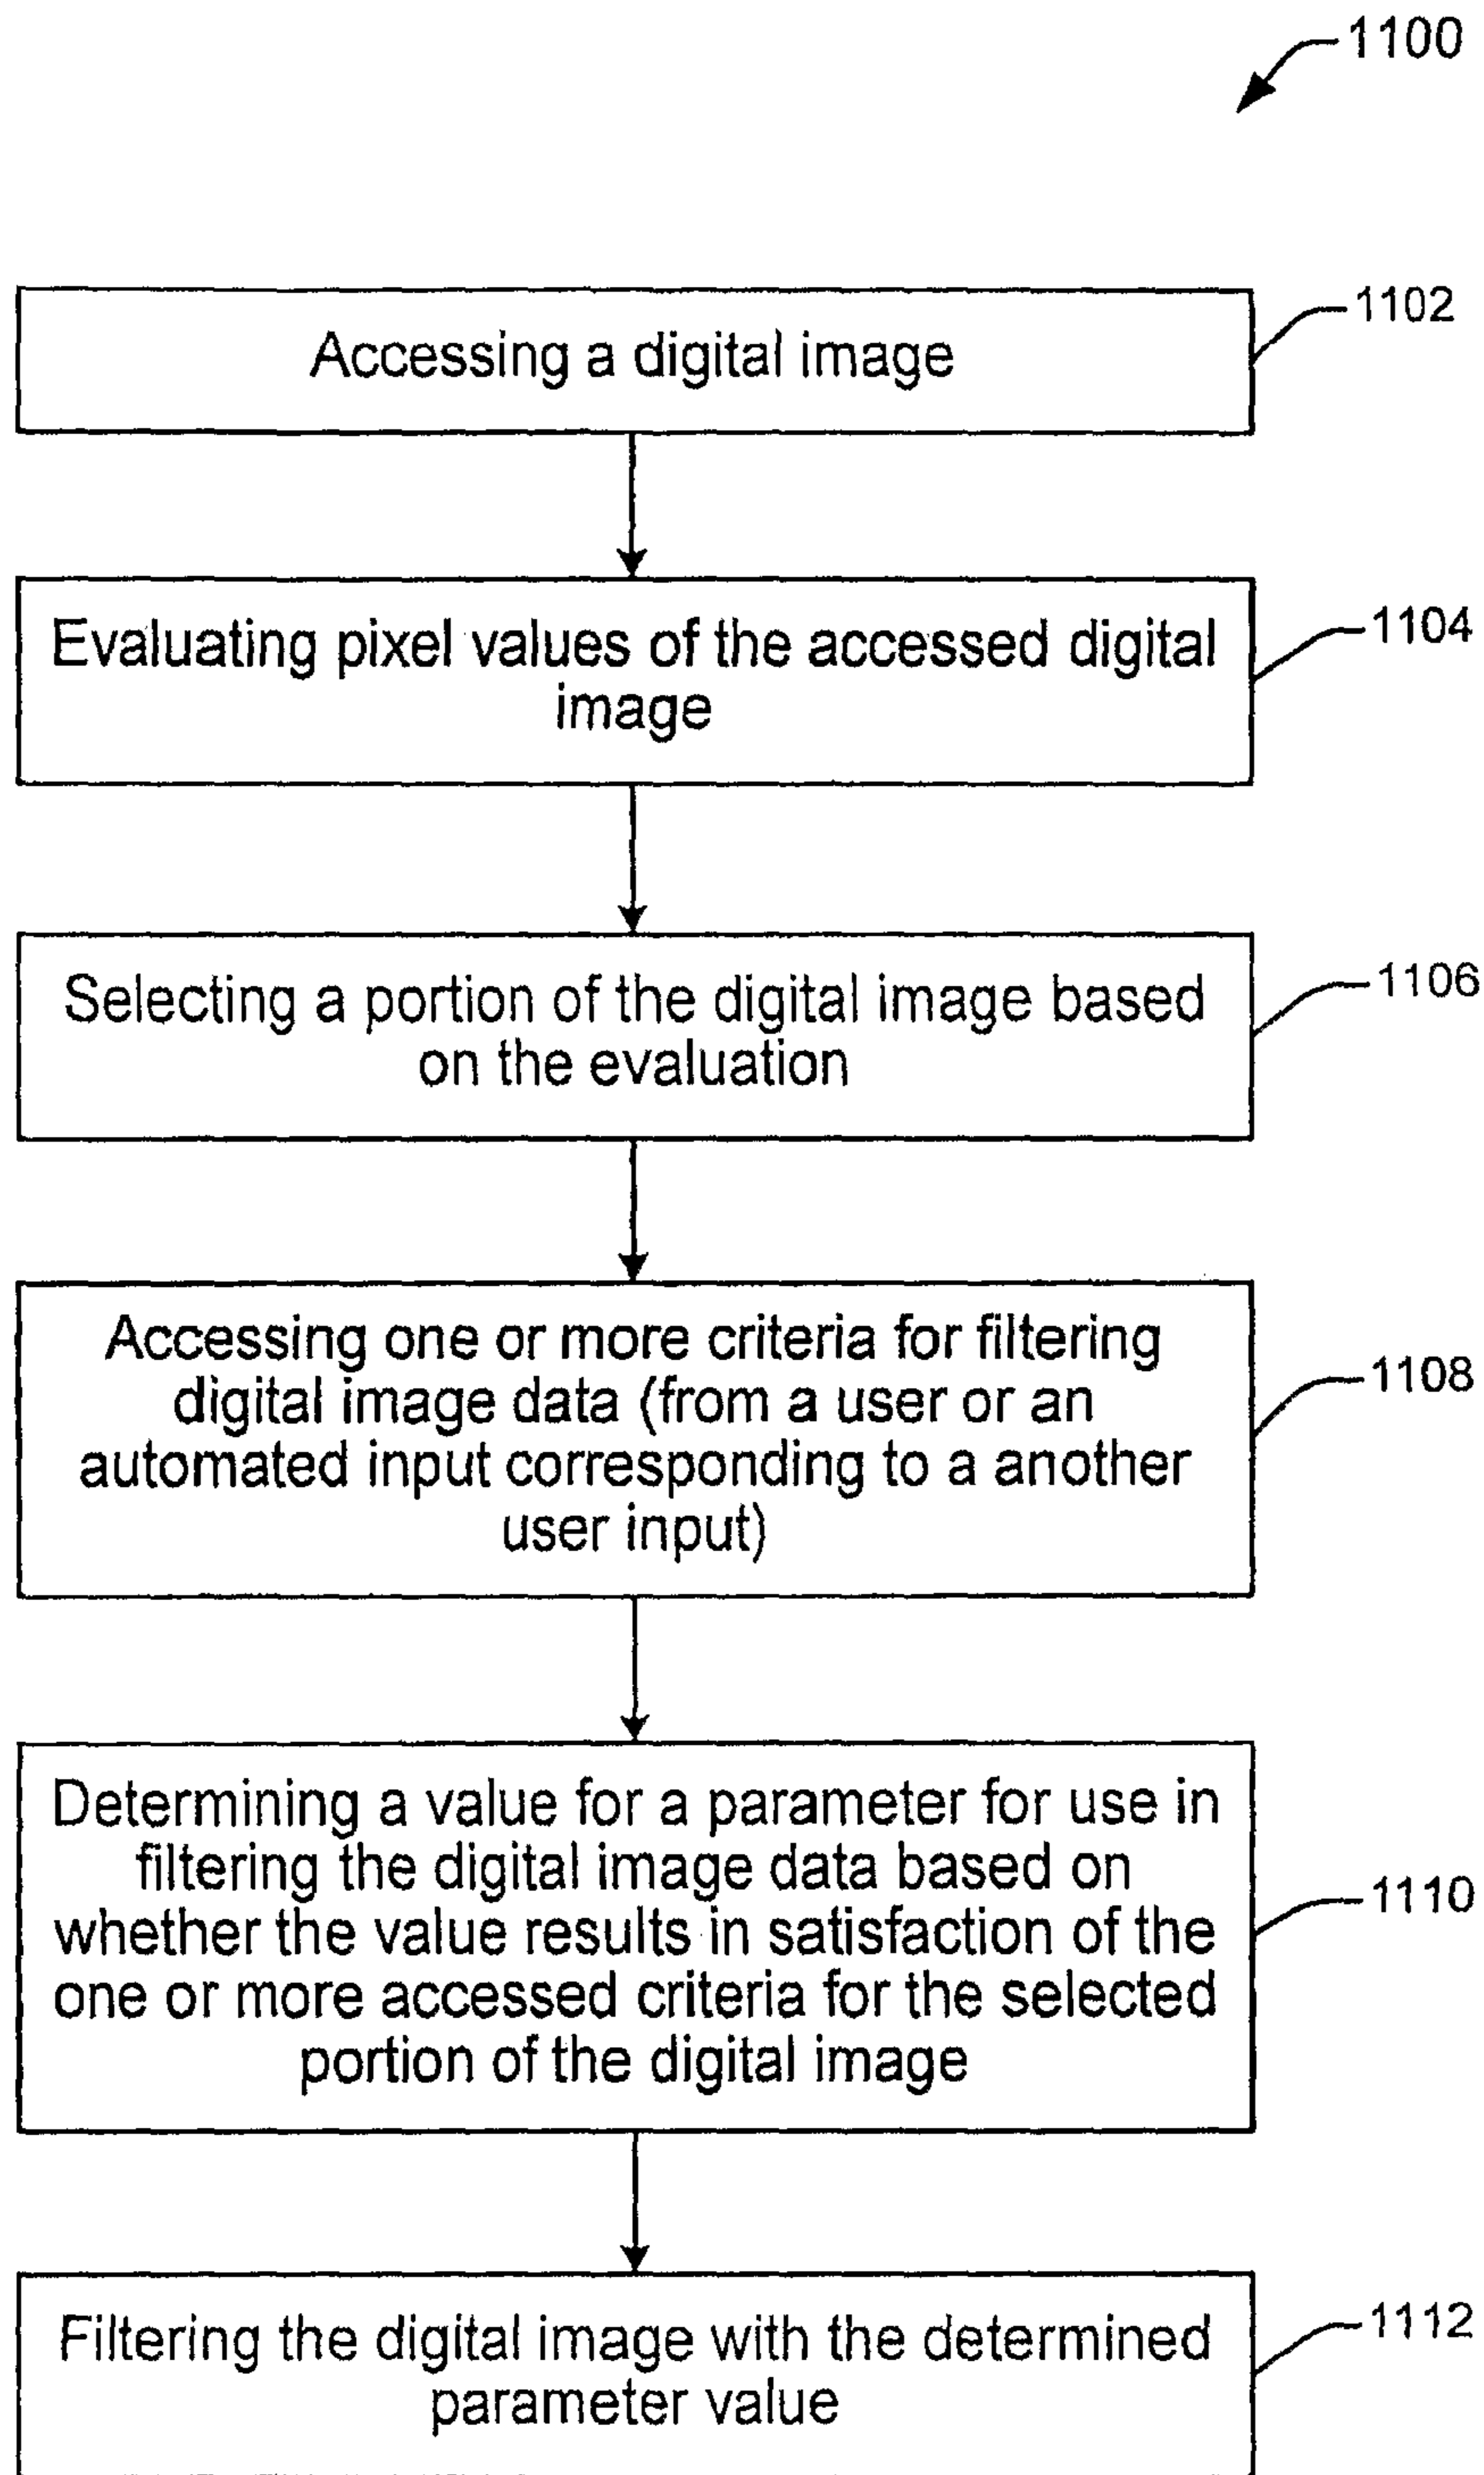 1100
Accessing a digital image
1102
Evaluating pixel values of the accessed digital
image
1104
Selecting a portion of the digital image based
on the evaluation
1106
Accessing one or more criteria for filtering
digital image data (from a user or an
automated input corresponding to a another
user input)
1108
Determining a value for a parameter for use in
filtering the digital image data based on
whether the value results in satisfaction of the
one or more accessed criteria for the selected
portion of the digital image
1110
Filtering the digital image with the determined
parameter value
1112